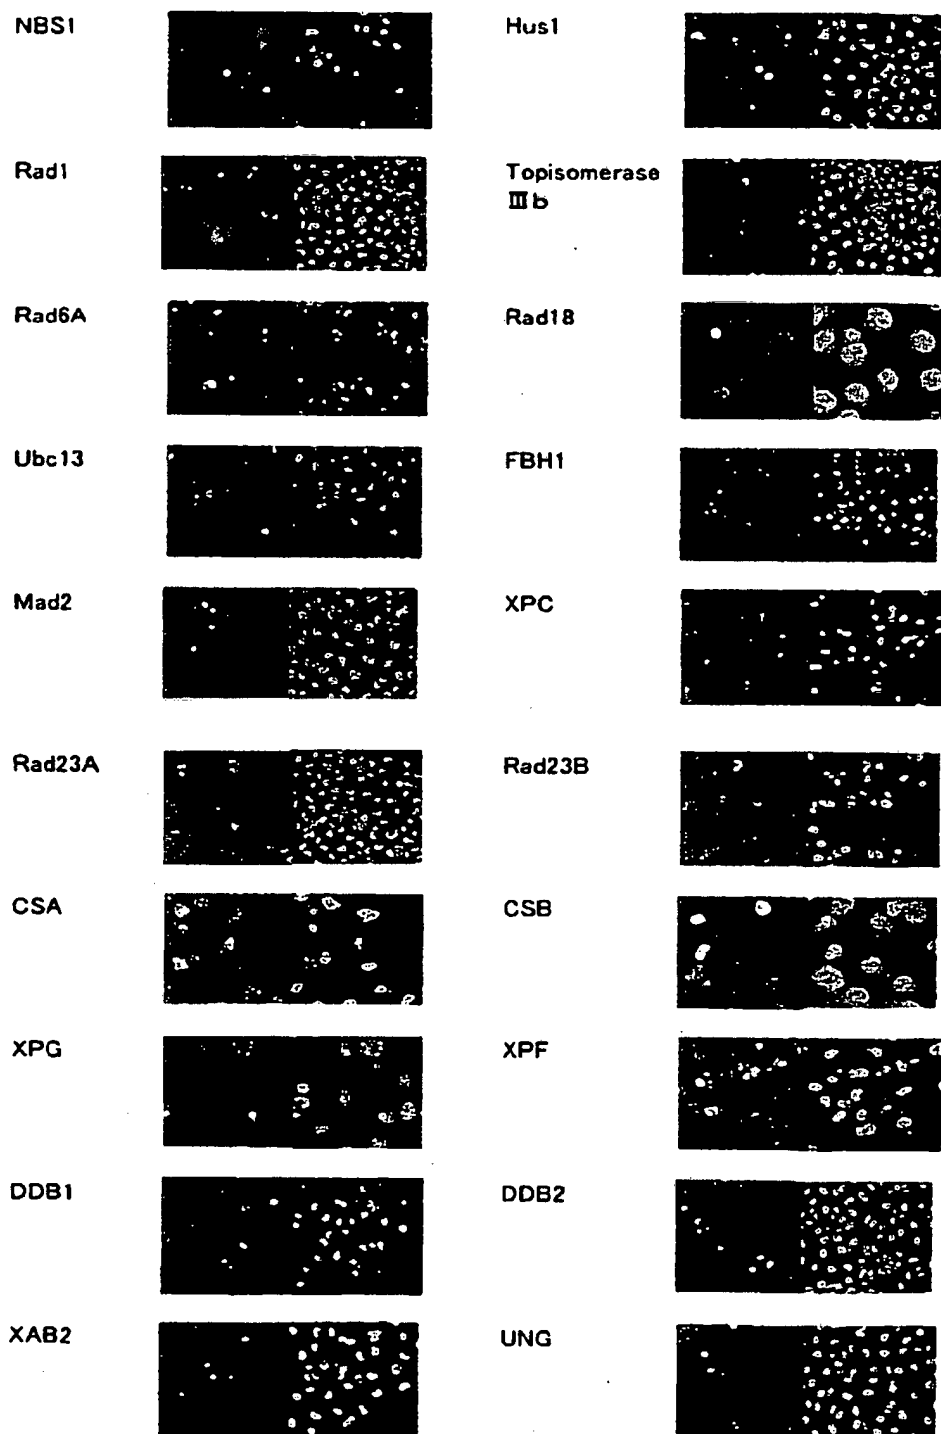 NBS1
Hus1
Rad1
Topisomerase
IIIb
Rad6A
Rad18
Ubc13
FBH1
Mad2
XPC
Rad23A
Rad23B
CSA
CSB
XPG
XPF
DDB1
DDB2
XAB2
UNG